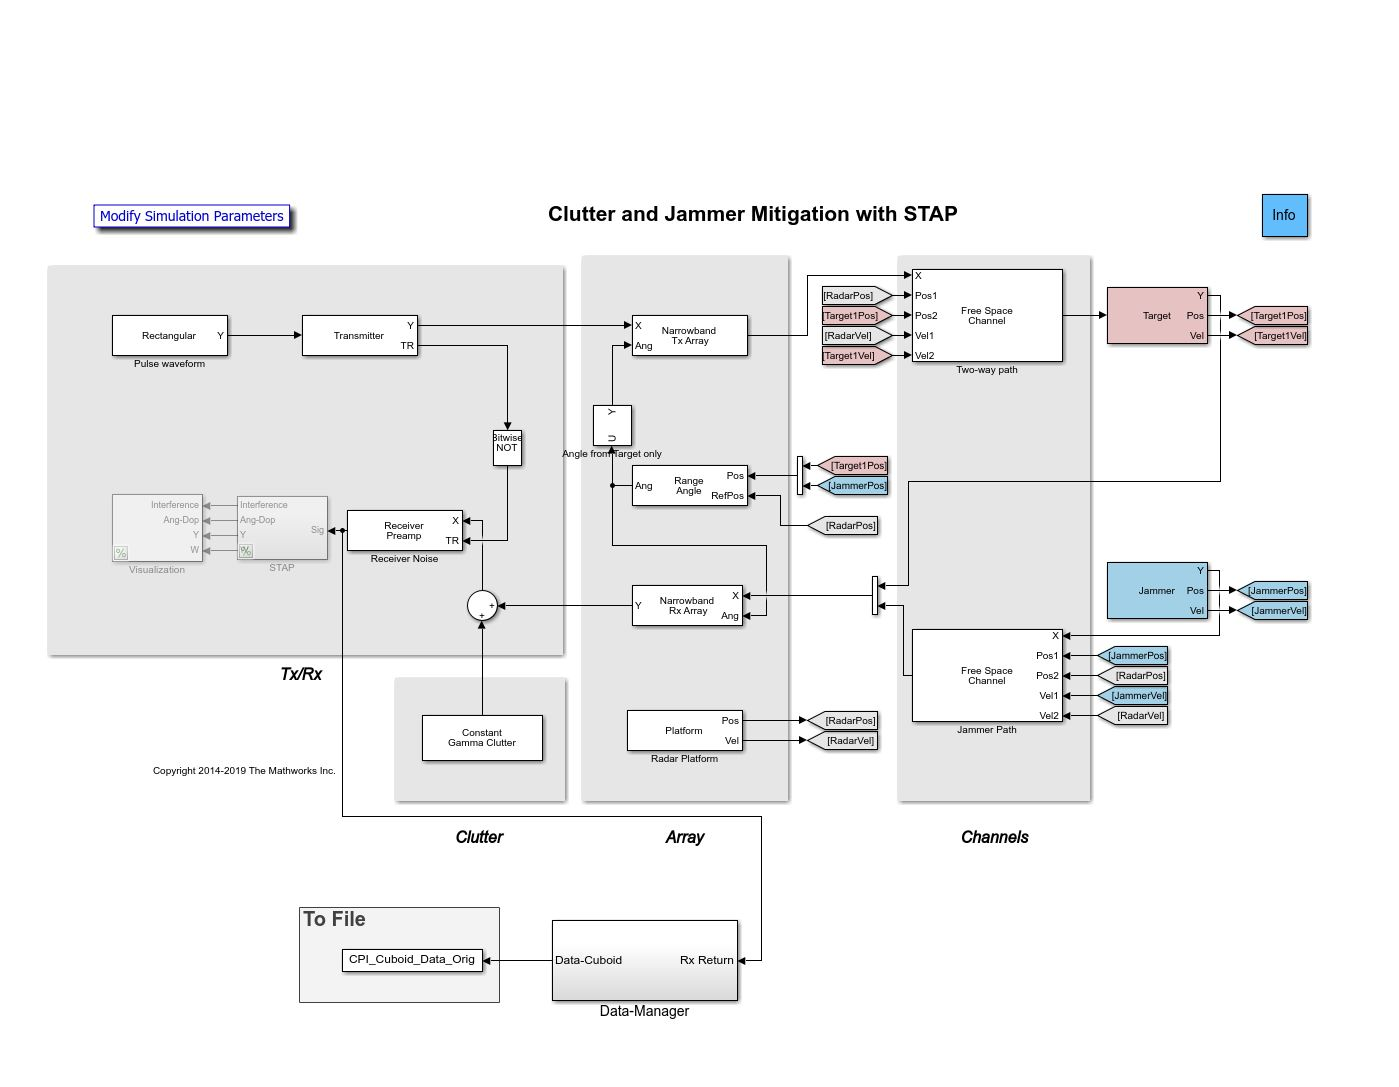 Modify Simulation Parameters
Clutter and Jammer Mitigation with STAP
Info
Rectangular
Y
Pulse waveform
Transmitter
Y
TR
Bitwise
NOT
Interference
Ang-Dop
Y
W
Visualization
Interference
Ang-Dop
Y
Sig
STAP
Receiver
Preamp
X
TR
Receiver Noise
+
+
Tx/Rx
Constant
Gamma Clutter
Clutter
Copyright 2014-2019 The Mathworks Inc.
X
Ang
Narrowband
Tx Array
Y
U
Angle from Target only
Ang
Range
Angle
Pos
RefPos
[Target1Pos]
[JammerPos]
[RadarPos]
Y
Narrowband
Rx Array
X
Ang
Platform
Pos
Vel
Radar Platform
[RadarPos]
[RadarVel]
Array
[RadarPos]
[Target1Pos]
[RadarVel]
[Target1Vel]
X
Pos1
Pos2
Vel1
Vel2
Free Space
Channel
Two-way path
Target
Y
Pos
Vel
[Target1Pos]
[Target1Vel]
Jammer
Y
Pos
Vel
[JammerPos]
[JammerVel]
Free Space
Channel
X
Pos1
Pos2
Vel1
Vel2
Jammer Path
[JammerPos]
[RadarPos]
[JammerVel]
[RadarVel]
Channels
To File
CPI_Cuboid_Data_Orig
Data-Cuboid
Rx Return
Data-Manager